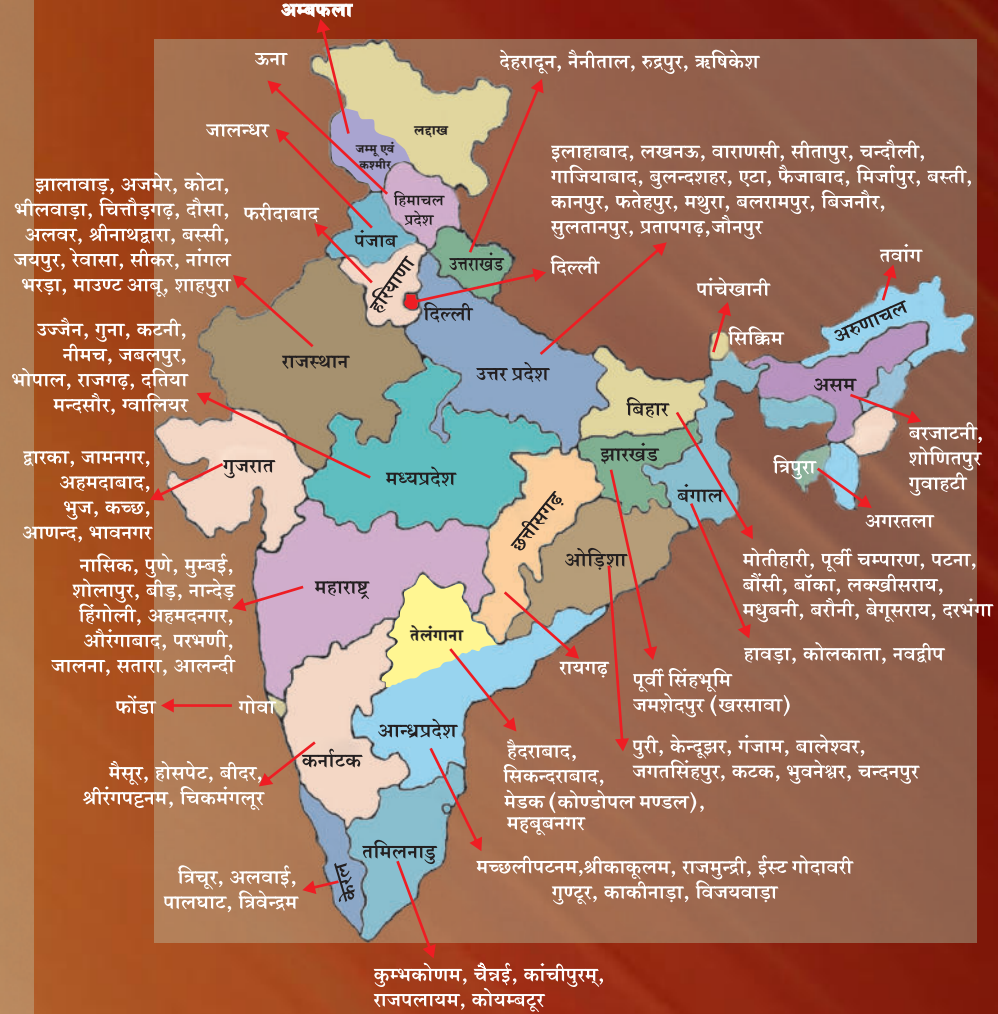 अम्बफला
ऊना
देहरादून, नैनीताल, रुद्रपुर, ऋषिकेश
जालन्धर
लद्दाख
जम्मू एवं
कश्मीर
हिमाचल
प्रदेश
इलाहाबाद, लखनऊ, वाराणसी, सीतापुर, चन्दौली,
गाजियाबाद, बुलन्दशहर, एटा, फैजाबाद, मिर्जापुर, बस्ती,
कानपुर, फतेहपुर, मथुरा, बलरामपुर, बिजनौर,
सुलतानपुर, प्रतापगढ़,जौनपुर
झालावाड़, अजमेर, कोटा,
भीलवाड़ा, चित्तौड़गढ़, दौसा,
अलवर, श्रीनाथद्वारा, बस्सी,
जयपुर, रेवासा, सीकर, नांगल
भरड़ा, माउण्ट आबू, शाहपुरा
फरीदाबाद
पंजाब
हरियाणा
उत्तराखंड
दिल्ली
दिल्ली
तवांग
पांचेखानी
सिक्किम
अरुणाचल
उज्जैन, गुना, कटनी,
नीमच, जबलपुर,
भोपाल, राजगढ़, दतिया
मन्दसौर, ग्वालियर
राजस्थान
उत्तर प्रदेश
असम
बिहार
बरजाटनी,
शोणितपुर
गुवाहटी
द्वारका, जामनगर,
अहमदाबाद,
भुज, कच्छ,
आणन्द, भावनगर
गुजरात
मध्यप्रदेश
झारखंड
त्रिपुरा
बंगाल
अगरतला
छत्तीसगढ़
ओड़िशा
मोतीहारी, पूर्वी चम्पारण, पटना,
बौंसी, बॉका, लक्खीसराय,
मधुबनी, बरौनी, बेगूसराय, दरभंगा
नासिक, पुणे, मुम्बई,
शोलापुर, बीड़, नान्देड़
हिंगोली, अहमदनगर,
औरंगाबाद, परभणी,
जालना, सतारा, आलन्दी
महाराष्ट्र
तेलंगाना
रायगढ़
हावड़ा, कोलकाता, नवद्वीप
पूर्वी सिंहभूमि
जमशेदपुर (खरसावा)
फोंडा
गोवा
आन्ध्रप्रदेश
कर्नाटक
पुरी, केन्दूझर, गंजाम, बालेश्वर,
जगतसिंहपुर, कटक, भुवनेश्वर, चन्दनपुर
हैदराबाद,
सिकन्दराबाद,
मेडक (कोण्डोपल मण्डल),
महबूबनगर
मैसूर, होसपेट, बीदर,
श्रीरंगपट्टनम, चिकमंगलूर
तमिलनाडु
केरल
मच्छलीपटनम,श्रीकाकूलम, राजमुन्द्री, ईस्ट गोदावरी
गुण्टूर, काकीनाड़ा, विजयवाड़ा
त्रिचूर, अलवाई,
पालघाट, त्रिवेन्द्रम
कुम्भकोणम, चैन्नई, कांचीपुरम्,
राजपलायम, कोयम्बटूर